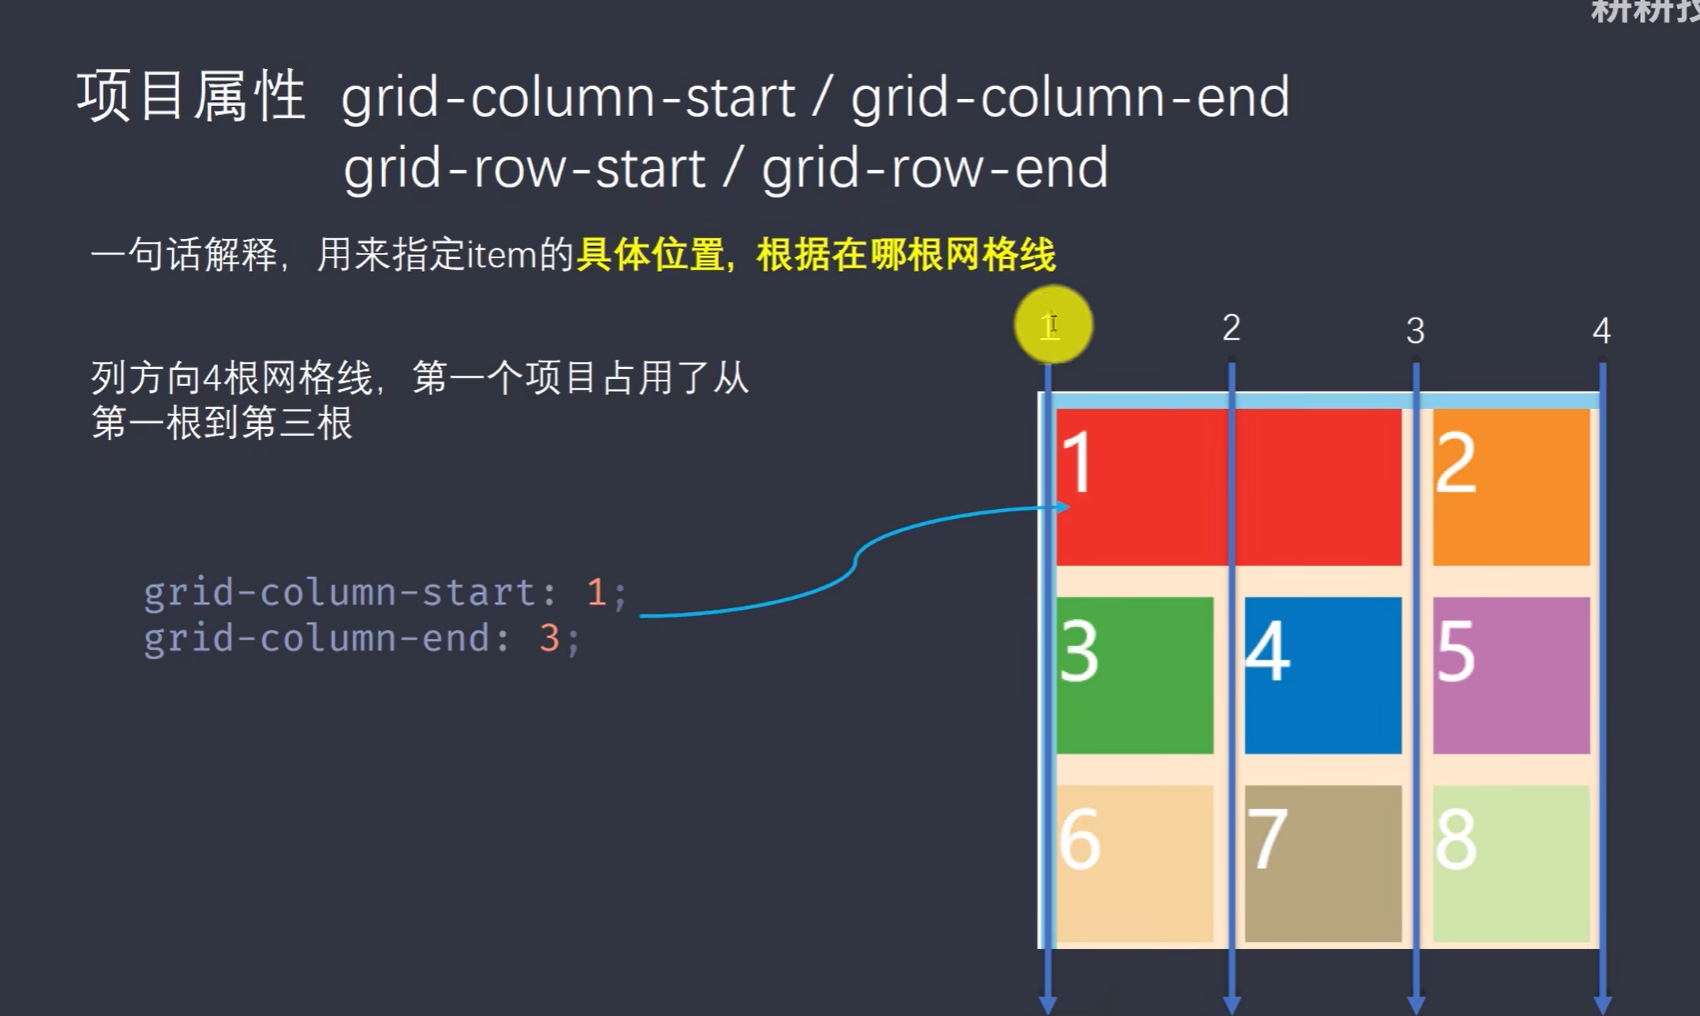 耕耕技
项目属性 grid-column-start / grid-column-end
grid-row-start / grid-row-end
一句话解释，用来指定item的具体位置，根据在哪根网格线
列方向4根网格线，第一个项目占用了从
第一根到第三根
grid-column-start: 1;
grid-column-end: 3;
1 2 3 4
1 2
3 4 5
6 7 8